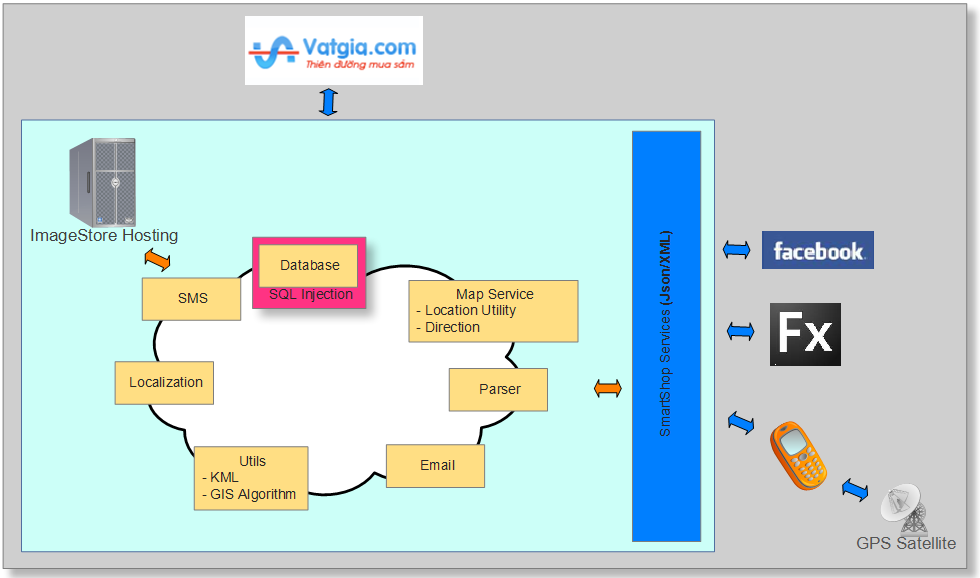 Vatgia.com
Thiên đường mua sắm
ImageStore Hosting
Database
SQL Injection
SMS
Map Service
- Location Utility
- Direction
Localization
Parser
Utils
- KML
- GIS Algorithm
Email
SmartShop Services (Json/XML)
facebook
Fx
GPS Satellite